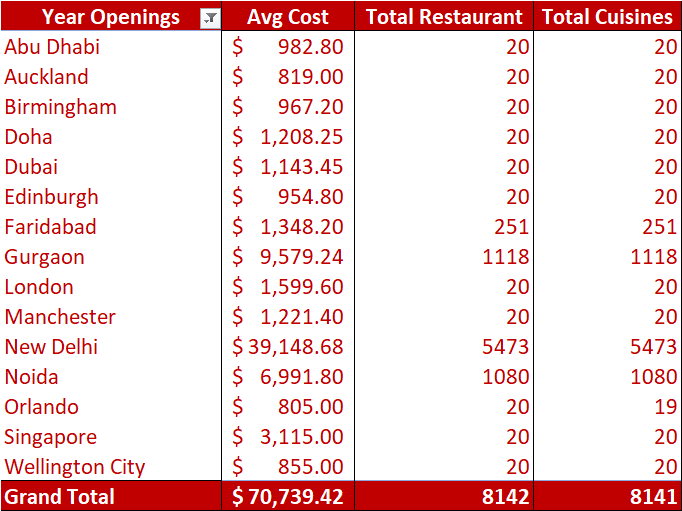 Year Openings Avg Cost Total Restaurant Total Cuisines
Abu Dhabi $ 982.80 20 20
Auckland $ 819.00 20 20
Birmingham $ 967.20 20 20
Doha $ 1,208.25 20 20
Dubai $ 1,143.45 20 20
Edinburgh $ 954.80 20 20
Faridabad $ 1,348.20 251 251
Gurgaon $ 9,579.24 1118 1118
London $ 1,599.60 20 20
Manchester $ 1,221.40 20 20
New Delhi $ 39,148.68 5473 5473
Noida $ 6,991.80 1080 1080
Orlando $ 805.00 20 19
Singapore $ 3,115.00 20 20
Wellington City $ 855.00 20 20
Grand Total $ 70,739.42 8142 8141